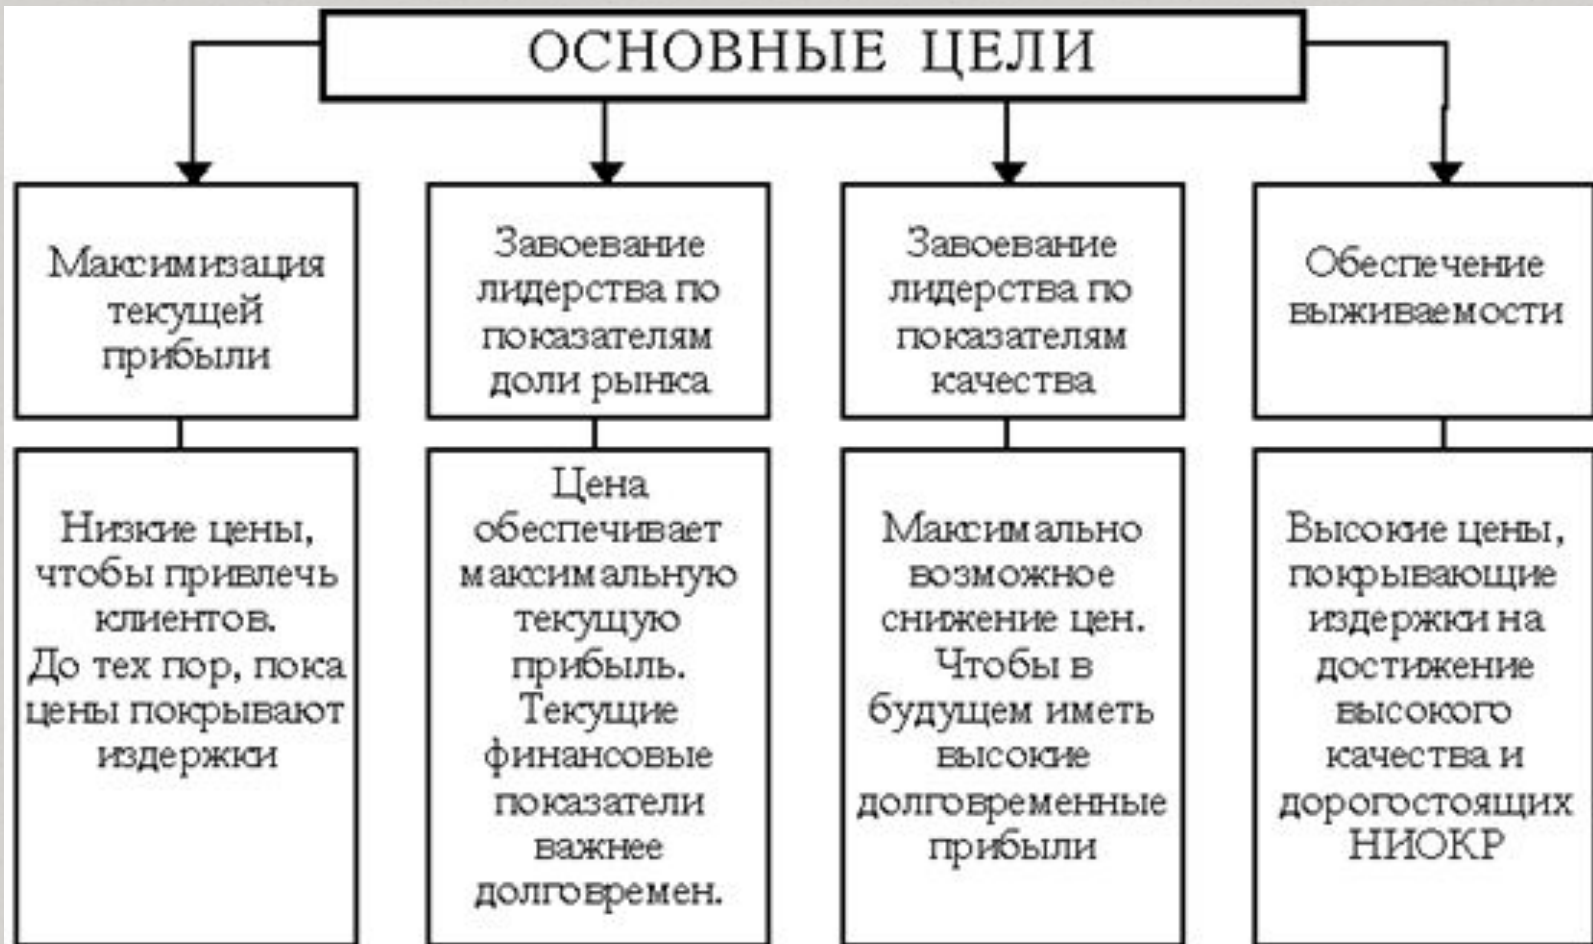 ОСНОВНЫЕ ЦЕЛИ
Максимизация
текущей
прибыли
Завоевание
лидерства по
показателям
доли рынка
Завоевание
лидерства по
показателям
качества
Обеспечение
выживаемости
Низкие цены,
чтобы привлечь
клиентов.
До тех пор, пока
цены покрывают
издержки
Цена
обеспечивает
максимальную
текущую
прибыль.
Текущие
финансовые
показатели
важнее
долговремен.
Максимально
возможное
снижение цен.
Чтобы в
будущем иметь
высокие
долговременные
прибыли
Высокие цены,
покрывающие
издержки на
достижение
высокого
качества и
дорогостоящих
НИОКР